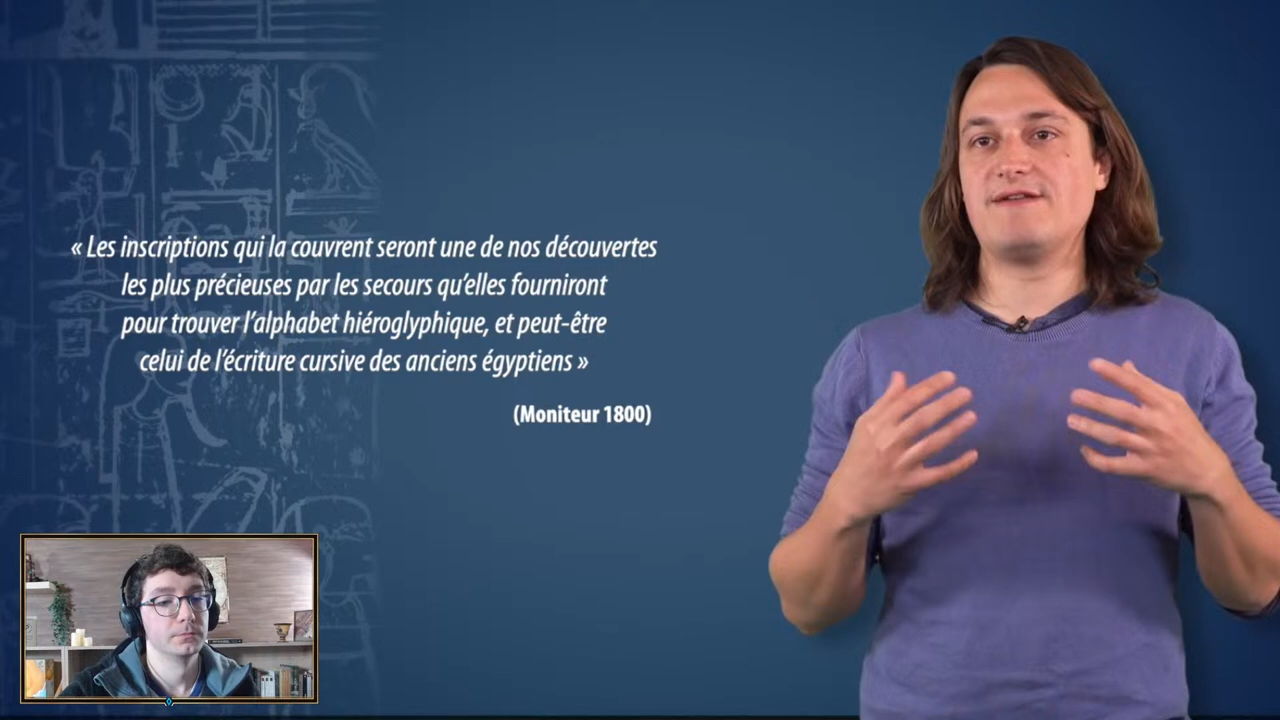 « Les inscriptions qui la couvrent seront une de nos découvertes
les plus précieuses par les secours qu’elles fourniront
pour trouver l’alphabet hiéroglyphique, et peut-être
celui de l’écriture cursive des anciens égyptiens »
(Moniteur 1800)